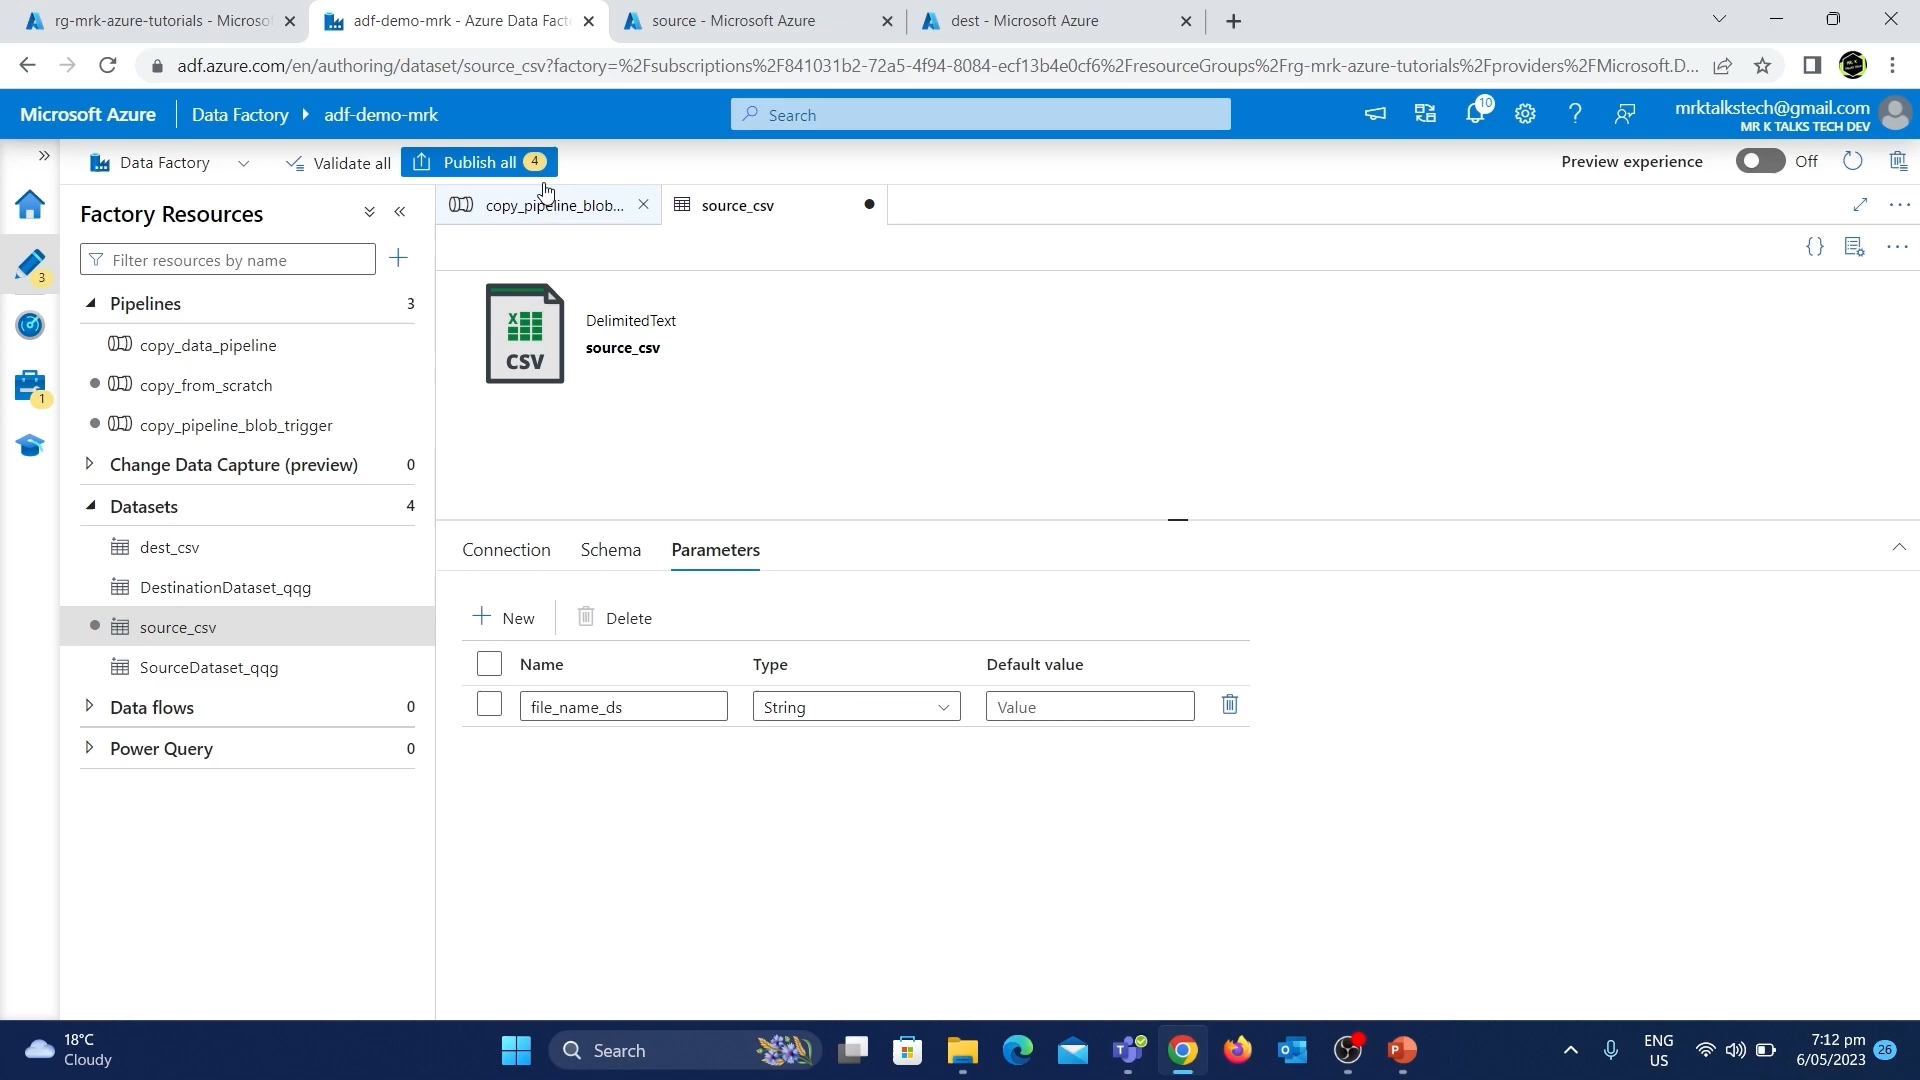 rg-mrk-azure-tutorials - Microsof
adf-demo-mrk - Azure Data Fact
source - Microsoft Azure
dest - Microsoft Azure
adf.azure.com/en/authoring/dataset/source_csv?factory=%2Fsubscriptions%2F841031b2-72a5-4f94-8084-ecf13b4e0cf6%2FresourceGroups%2Frg-mrk-azure-tutorials%2Fproviders%2FMicrosoft.D...
Microsoft Azure
Data Factory
adf-demo-mrk
Search
10
mrktalkstech@gmail.com
MR K TALKS TECH DEV
Data Factory
Validate all
Publish all
4
Preview experience
Off
Factory Resources
copy_pipeline_blob...
source_csv
Filter resources by name
3
Pipelines
3
copy_data_pipeline
copy_from_scratch
1
copy_pipeline_blob_trigger
Change Data Capture (preview)
0
Datasets
4
dest_csv
DestinationDataset_qqg
source_csv
SourceDataset_qqg
Data flows
0
Power Query
0
CSV
DelimitedText
source_csv
Connection
Schema
Parameters
New
Delete
Name
Type
Default value
file_name_ds
String
Value
18°C
Cloudy
Search
ENG
US
7:12 pm
6/05/2023
26